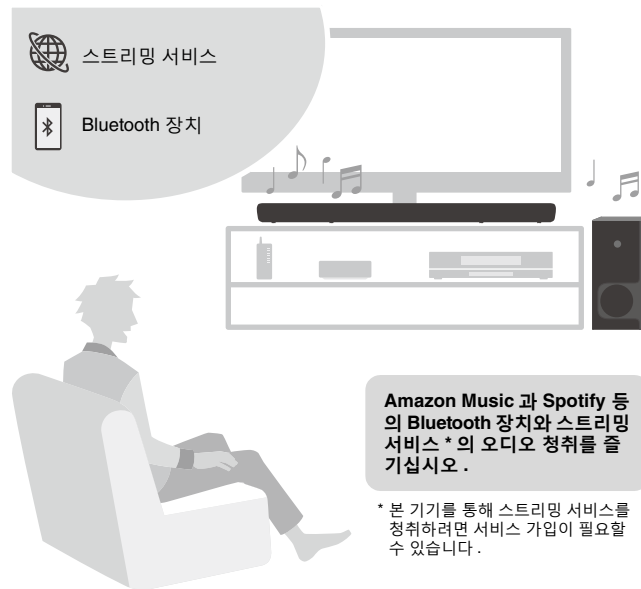 스트리밍 서비스
Bluetooth 장치
Amazon Music 과 Spotify 등
의 Bluetooth 장치와 스트리밍
서비스 * 의 오디오 청취를 즐
기십시오 .
* 본 기기를 통해 스트리밍 서비스를
청취하려면 서비스 가입이 필요할
수 있습니다 .